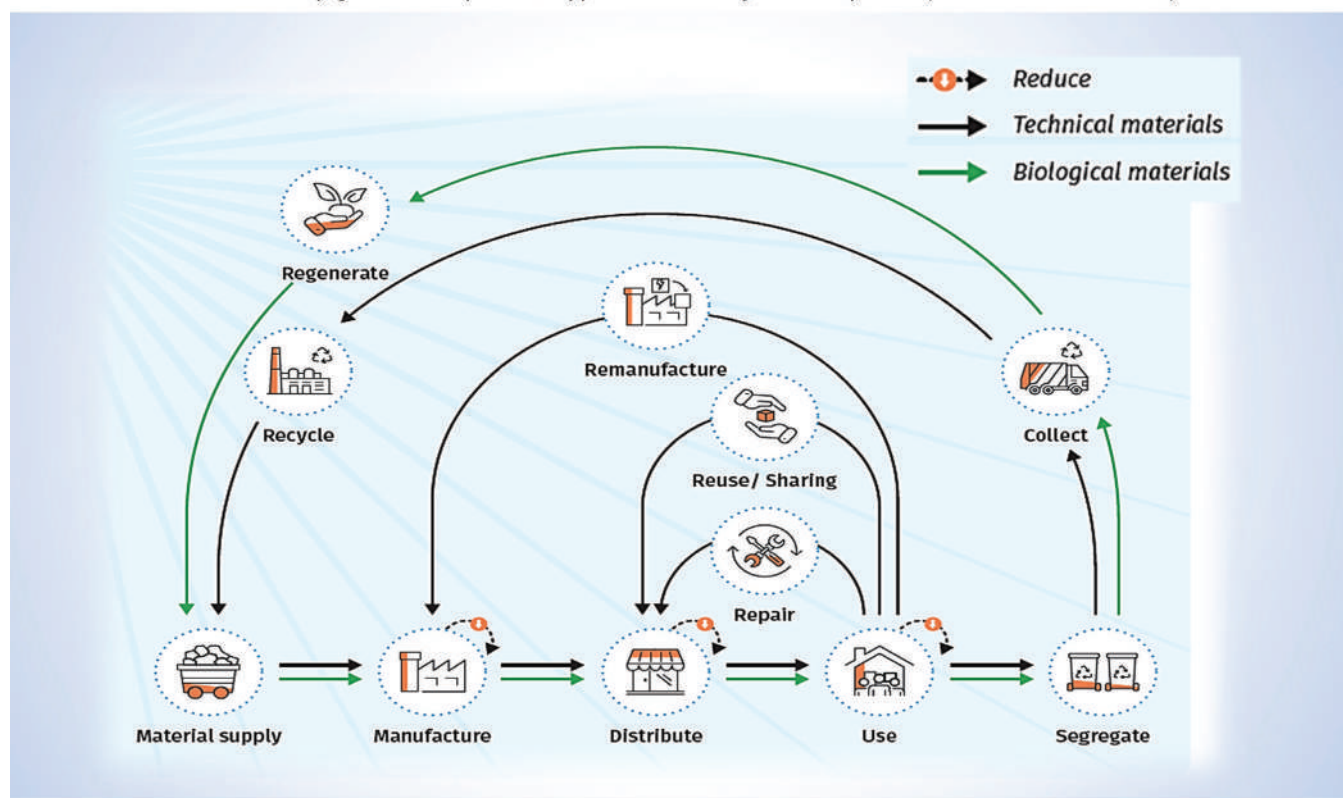 Reduce
Technical materials
Biological materials
Regenerate
Remanufacture
Recycle
Collect
Reuse/ Sharing
Repair
Material supply
Manufacture
Distribute
Use
Segregate